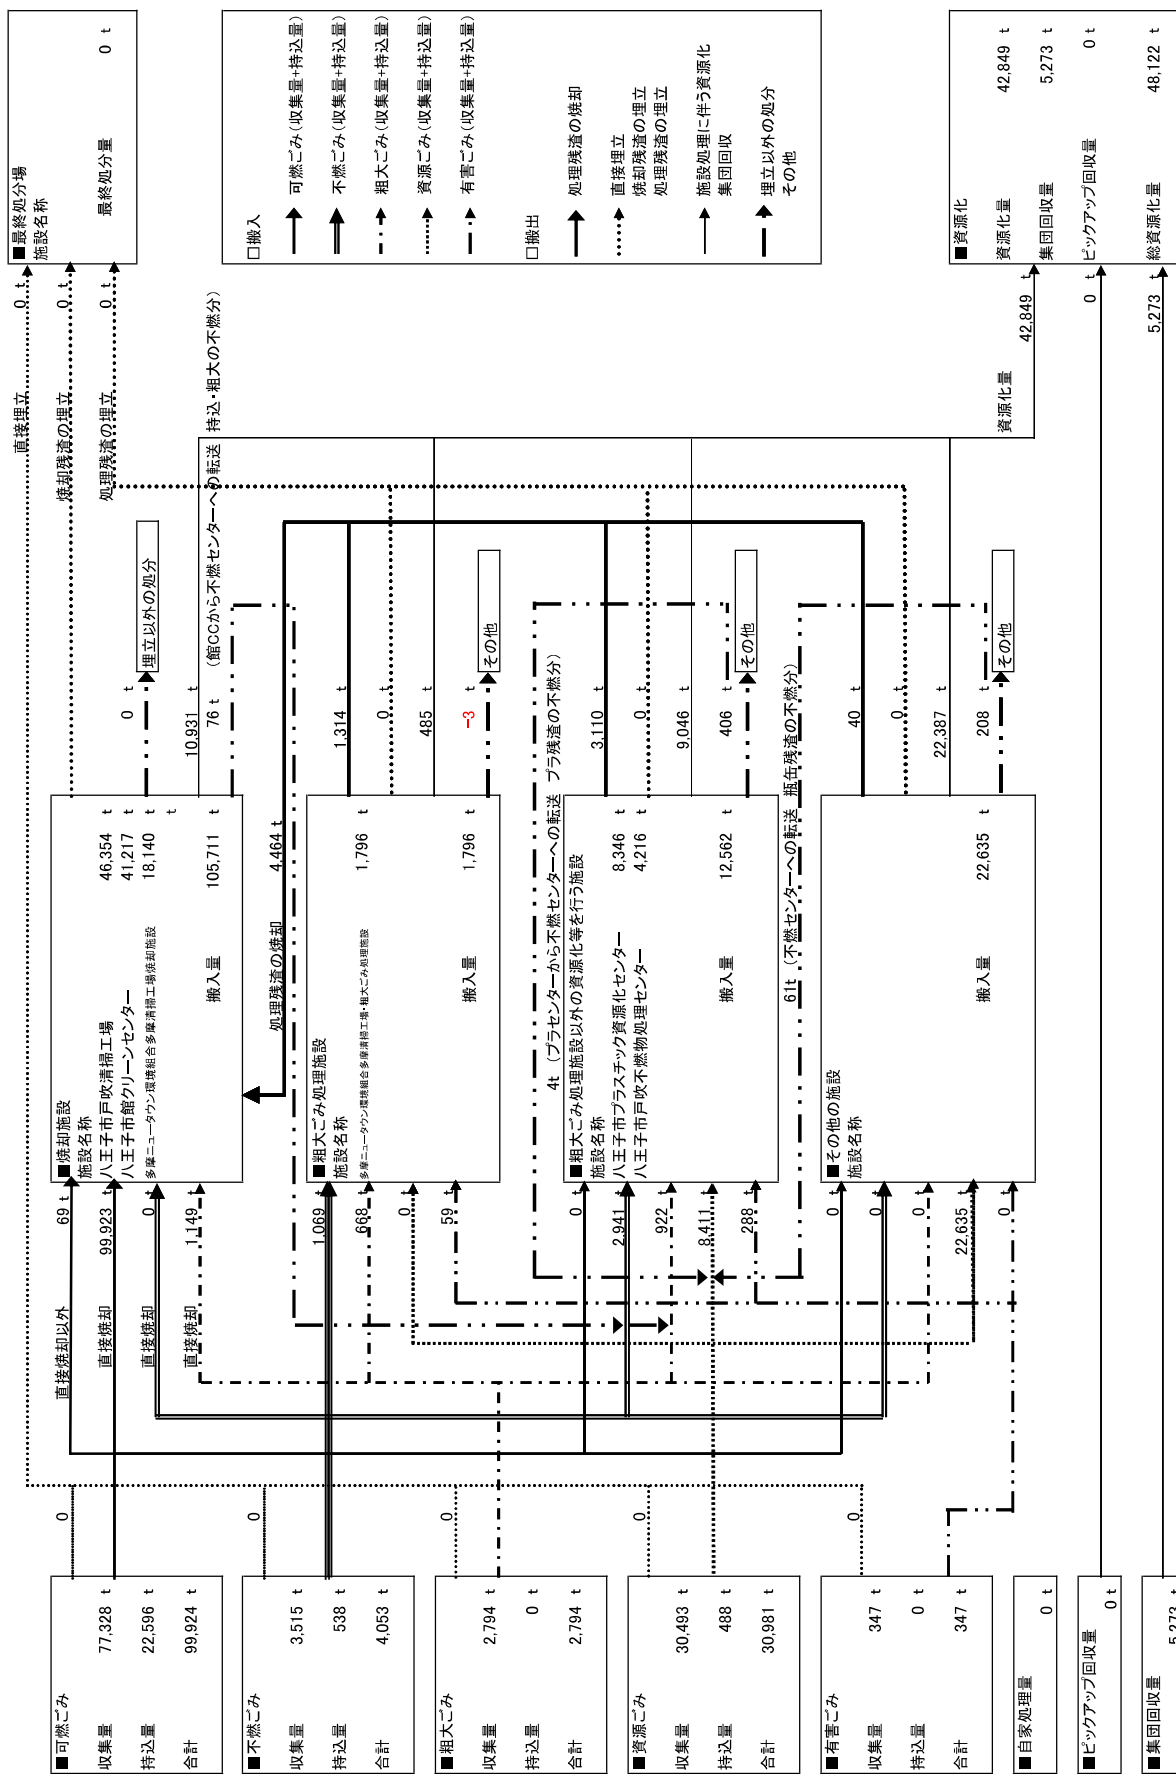 ■可燃ごみ
収集量 77,328 t
持込量 22,596 t
合計 99,924 t
■不燃ごみ
収集量 3,515 t
持込量 538 t
合計 4,053 t
■粗大ごみ
収集量 2,794 t
持込量 0 t
合計 2,794 t
■資源ごみ
収集量 30,493 t
持込量 488 t
合計 30,981 t
■有害ごみ
収集量 347 t
持込量 0 t
合計 347 t
■自家処理量
0 t
■ピックアップ回収量
0 t
■集団回収量
5,273 t
0
0
0
0
0
直接焼却以外 69 t
直接焼却 99,923 t
直接焼却 0 t
直接焼却 1,149 t
1,069 t
668 t
0 t
59 t
0 t
2,941 t
922 t
8,411 t
288 t
0 t
0 t
0 t
22,635 t
0 t
■焼却施設
施設名称
八王子市戸吹清掃工場 46,354 t
八王子市館クリーンセンター 41,217 t
多摩ニュータウン環境組合多摩清掃工場焼却施設 18,140 t
t
搬入量 105,711 t
処理残渣の焼却 4,464 t
■粗大ごみ処理施設
施設名称
多摩ニュータウン環境組合多摩清掃工場・粗大ごみ処理施設 1,796 t
搬入量 1,796 t
4t (プラセンターから不燃センターへの転送 プラ残渣の不燃分)
■粗大ごみ処理施設以外の資源化等を行う施設
施設名称
八王子市プラスチック資源化センター 8,346 t
八王子市戸吹不燃物処理センター 4,216 t
搬入量 12,562 t
61t (不燃センターへの転送 瓶缶残渣の不燃分)
■その他の施設
施設名称
搬入量 22,635 t
0 t
埋立以外の処分
10,931 t
76 t (館CCから不燃センターへの転送 持込・粗大の不燃分)
1,314 t
0 t
485 t
-3 t
その他
3,110 t
0 t
9,046 t
406 t
その他
40 t
0 t
22,387 t
208 t
その他
直接埋立 0 t
焼却残渣の埋立 0 t
処理残渣の埋立 0 t
資源化量 42,849 t
0 t
5,273 t
■最終処分場
施設名称
最終処分量 0 t
□搬入
可燃ごみ(収集量+持込量)
不燃ごみ(収集量+持込量)
粗大ごみ(収集量+持込量)
資源ごみ(収集量+持込量)
有害ごみ(収集量+持込量)
□搬出
処理残渣の焼却
直接埋立
焼却残渣の埋立
処理残渣の埋立
施設処理に伴う資源化
集団回収
埋立以外の処分
その他
■資源化
資源化量 42,849 t
集団回収量 5,273 t
ピックアップ回収量 0 t
総資源化量 48,122 t